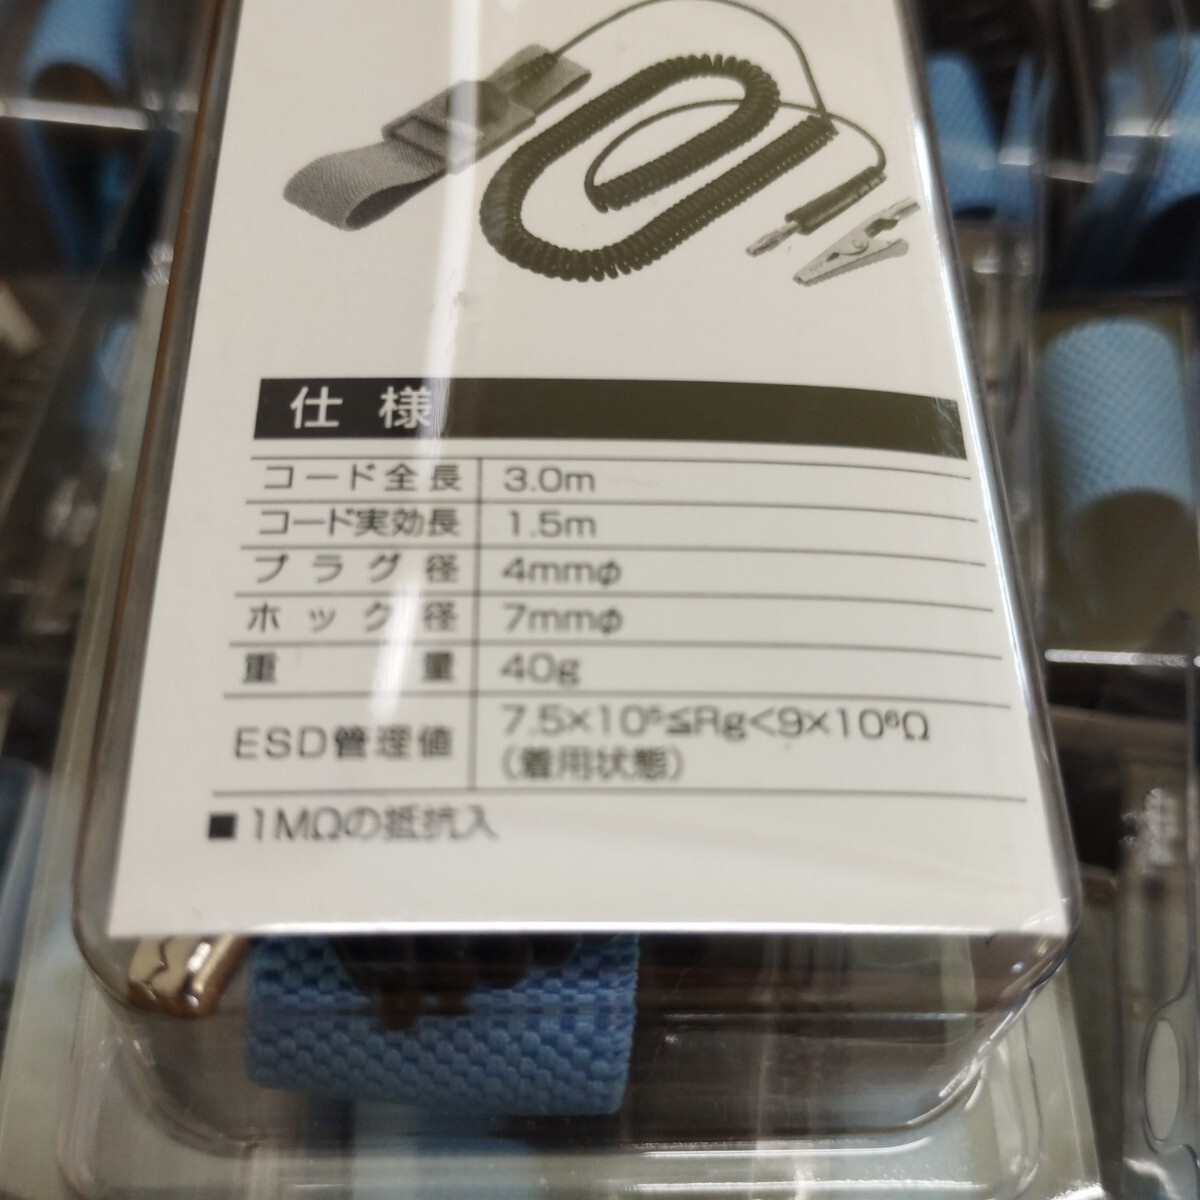 仕様
コード全長 3.0m
コード実効長 1.5m
プラグ径 4mmφ
ホック径 7mmφ
重量 40g
ESD管理値 7.5×10⁵≦Rg<9×10⁶Ω
(着用状態)
■1MΩの抵抗入